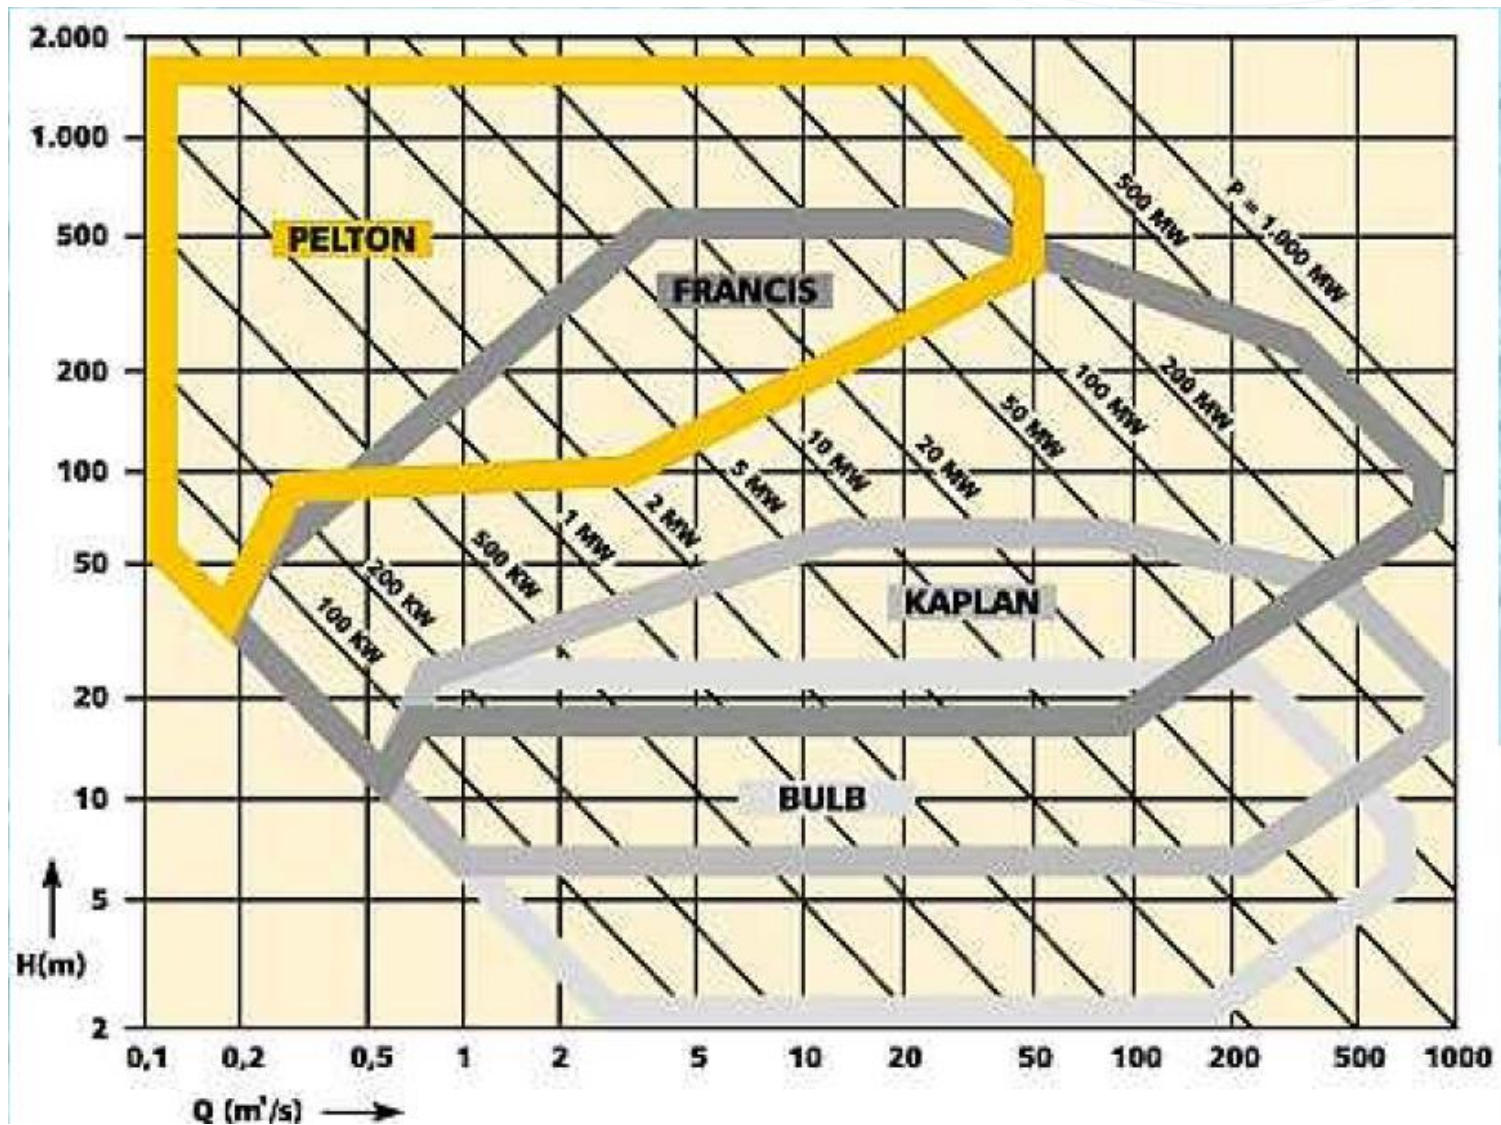 2.000
1.000
500
200
100
50
20
10
5
2
H(m)
PELTON
FRANCIS
KAPLAN
BULB
P = 1.000 MW
500 MW
200 MW
100 MW
50 MW
20 MW
10 MW
5 MW
2 MW
1 MW
500 KW
200 KW
100 KW
0,1 0,2 0,5 1 2 5 10 20 50 100 200 500 1000
Q (m³/s)